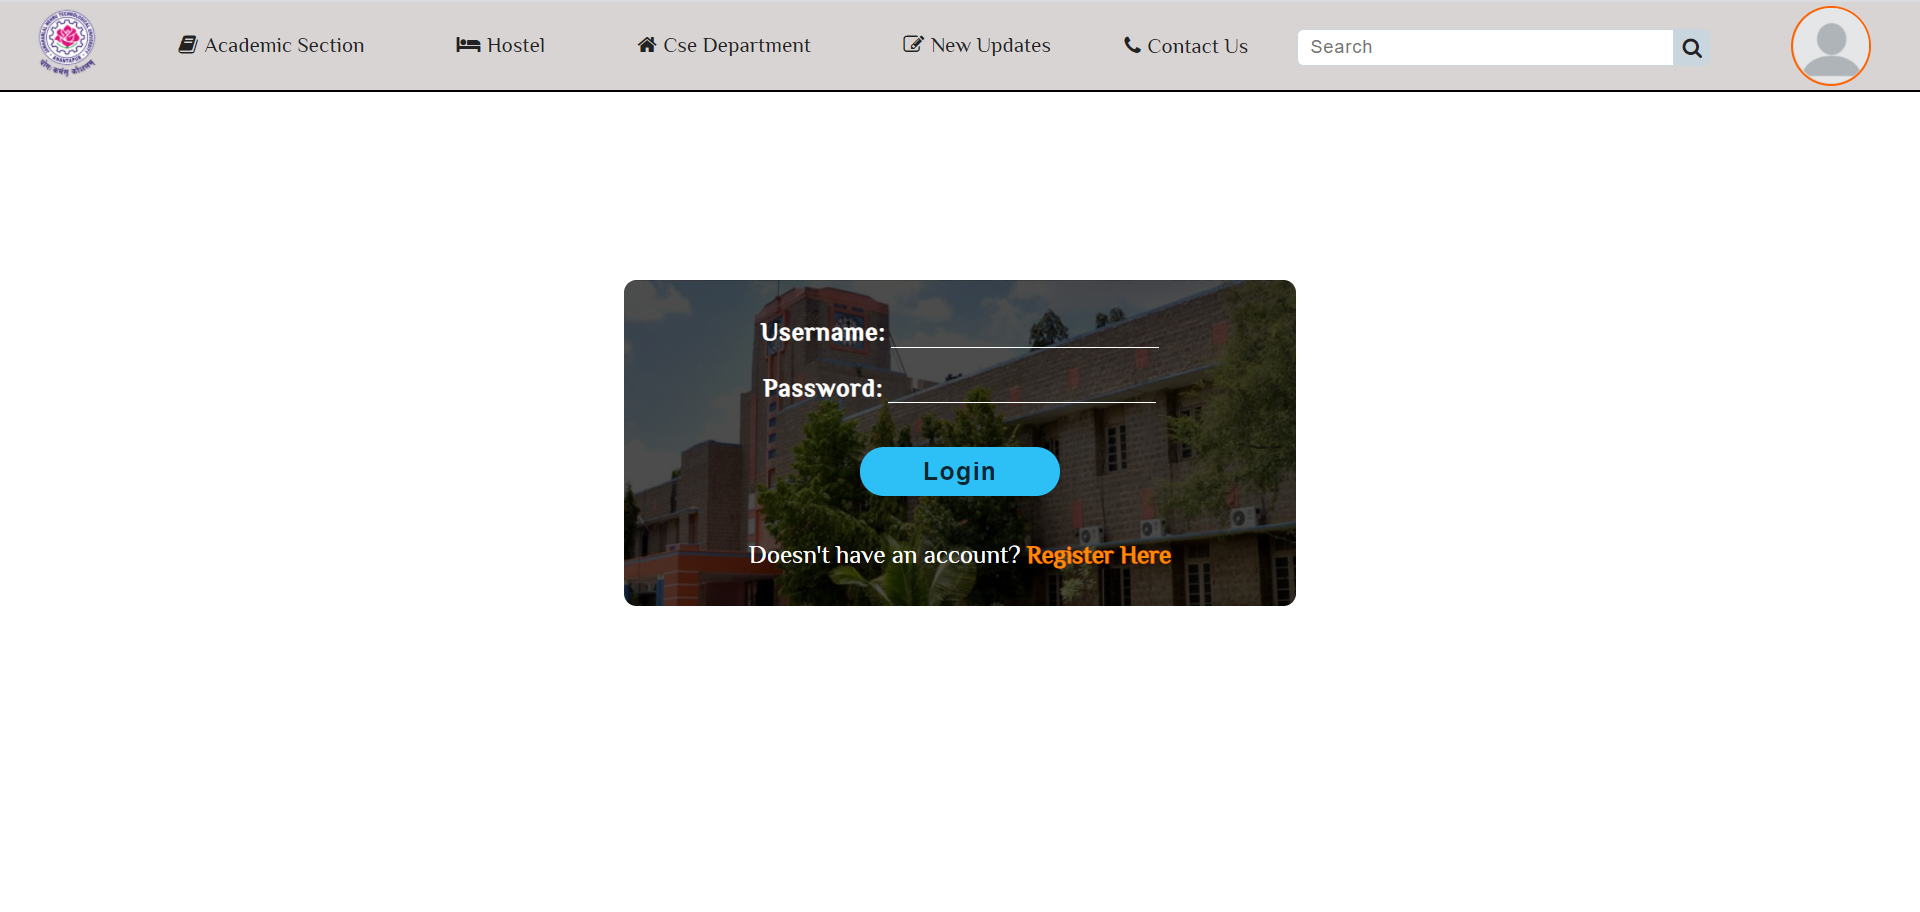 Academic Section
Hostel
Cse Department
New Updates
Contact Us
Search
Username:
Password:
Login
Doesn't have an account? Register Here